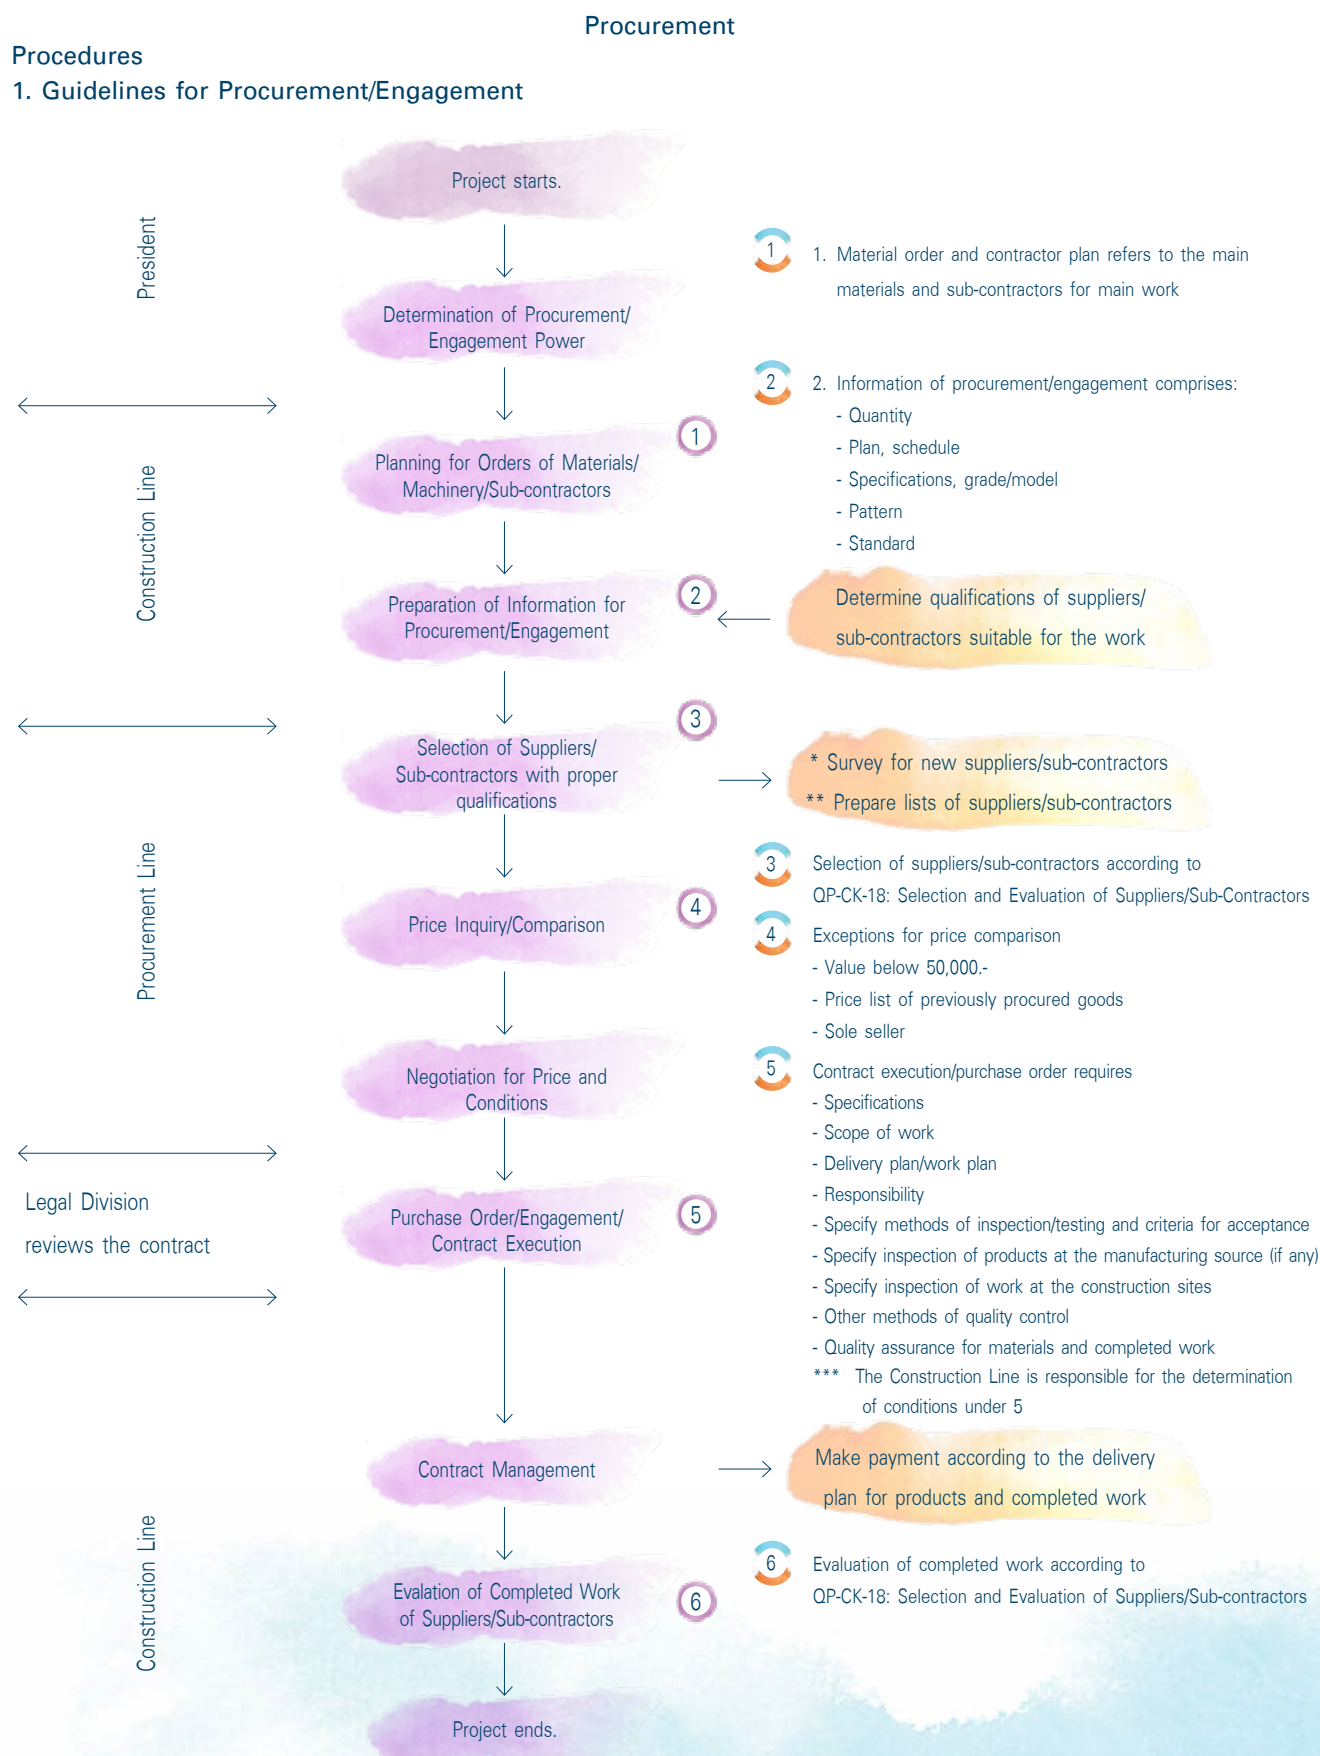 Procurement
Procedures
1. Guidelines for Procurement/Engagement
President
Construction Line
Procurement Line
Legal Division
reviews the contract
Construction Line
Project starts.
Determination of Procurement/
Engagement Power
Planning for Orders of Materials/
Machinery/Sub-contractors
1
Preparation of Information for
Procurement/Engagement
2
Selection of Suppliers/
Sub-contractors with proper
qualifications
3
Price Inquiry/Comparison
4
Negotiation for Price and
Conditions
Purchase Order/Engagement/
Contract Execution
5
Contract Management
Evalation of Completed Work
of Suppliers/Sub-contractors
6
Project ends.
1
1. Material order and contractor plan refers to the main
materials and sub-contractors for main work
2
2. Information of procurement/engagement comprises:
- Quantity
- Plan, schedule
- Specifications, grade/model
- Pattern
- Standard
Determine qualifications of suppliers/
sub-contractors suitable for the work
* Survey for new suppliers/sub-contractors
** Prepare lists of suppliers/sub-contractors
3
Selection of suppliers/sub-contractors according to
QP-CK-18: Selection and Evaluation of Suppliers/Sub-Contractors
4
Exceptions for price comparison
- Value below 50,000.-
- Price list of previously procured goods
- Sole seller
5
Contract execution/purchase order requires
- Specifications
- Scope of work
- Delivery plan/work plan
- Responsibility
- Specify methods of inspection/testing and criteria for acceptance
- Specify inspection of products at the manufacturing source (if any)
- Specify inspection of work at the construction sites
- Other methods of quality control
- Quality assurance for materials and completed work
*** The Construction Line is responsible for the determination
of conditions under 5
Make payment according to the delivery
plan for products and completed work
6
Evaluation of completed work according to
QP-CK-18: Selection and Evaluation of Suppliers/Sub-contractors